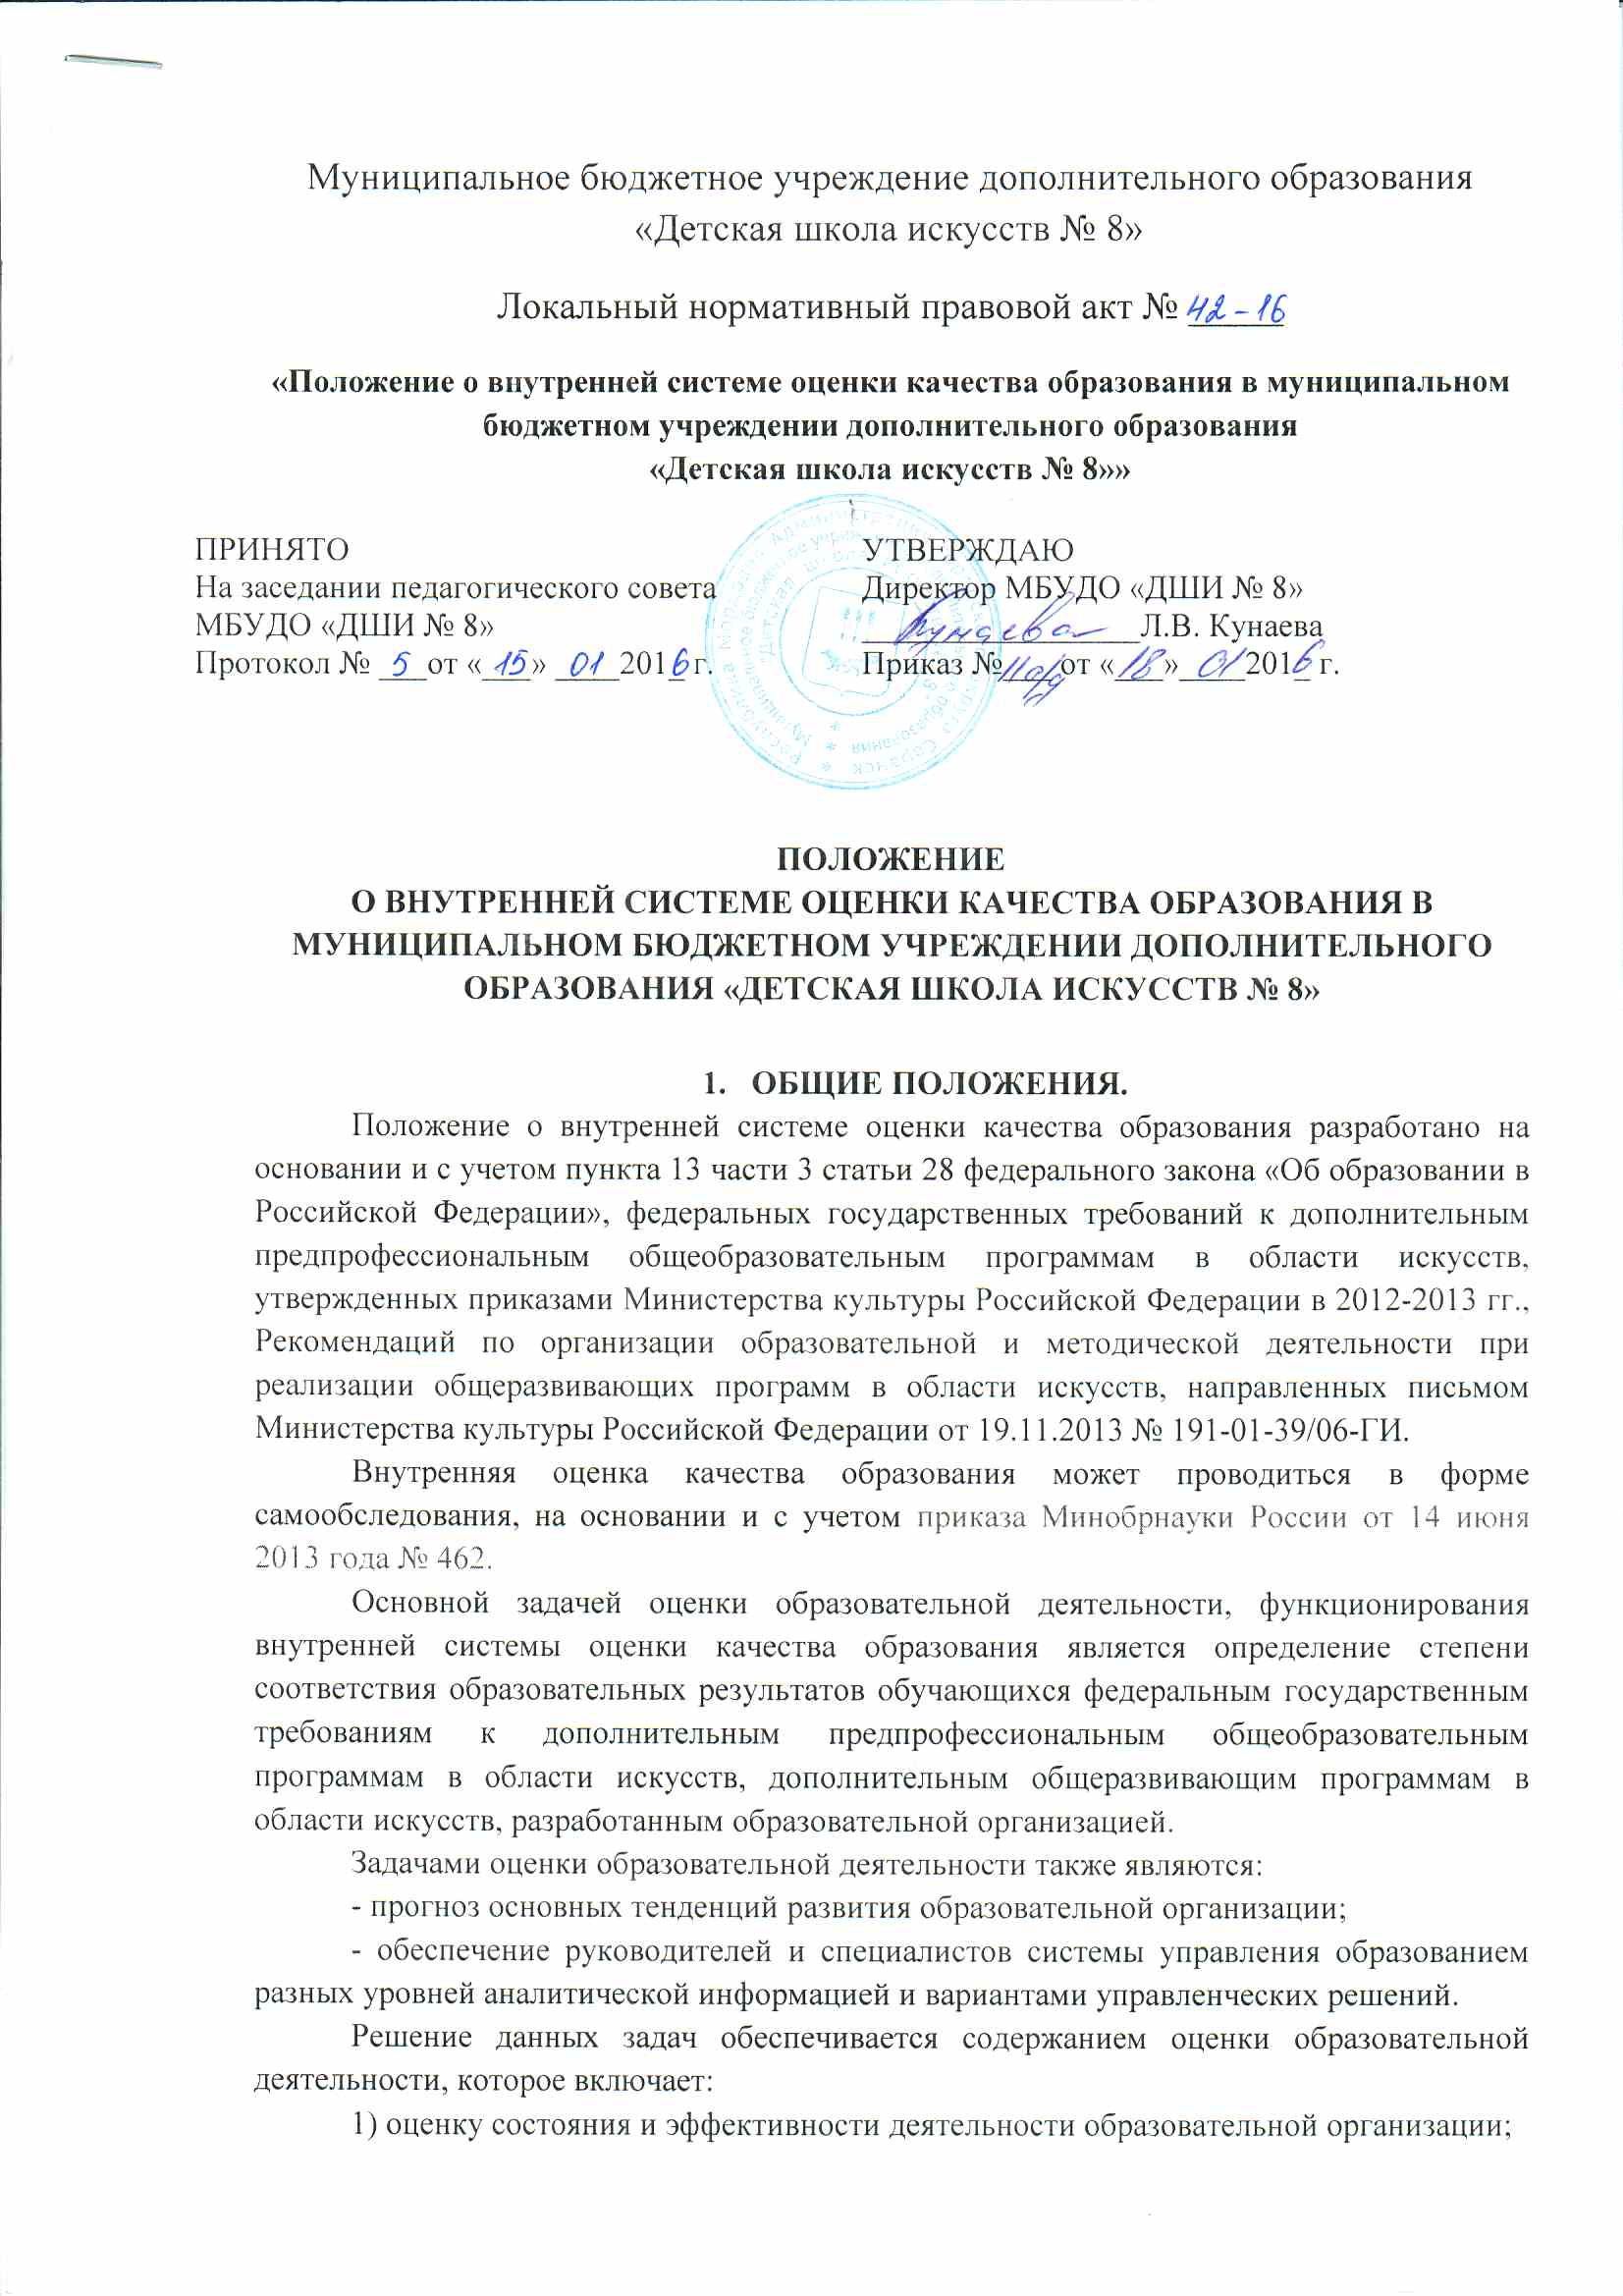 Муниципальное бюджетное учреждение дополнительного образования
«Детская школа искусств № 8»
Локальный нормативный правовой акт № 42-16
«Положение о внутренней системе оценки качества образования в муниципальном
бюджетном учреждении дополнительного образования
«Детская школа искусств № 8»»
ПРИНЯТО
На заседании педагогического совета
МБУДО «ДШИ № 8»
Протокол № 5 от «15» 01 2016 г.
УТВЕРЖДАЮ
Директор МБУДО «ДШИ № 8»
Кунаева Л.В. Кунаева
Приказ № от «18» 01 2016 г.
ПОЛОЖЕНИЕ
О ВНУТРЕННЕЙ СИСТЕМЕ ОЦЕНКИ КАЧЕСТВА ОБРАЗОВАНИЯ В
МУНИЦИПАЛЬНОМ БЮДЖЕТНОМ УЧРЕЖДЕНИИ ДОПОЛНИТЕЛЬНОГО
ОБРАЗОВАНИЯ «ДЕТСКАЯ ШКОЛА ИСКУССТВ № 8»
1. ОБЩИЕ ПОЛОЖЕНИЯ.
Положение о внутренней системе оценки качества образования разработано на
основании и с учетом пункта 13 части 3 статьи 28 федерального закона «Об образовании в
Российской Федерации», федеральных государственных требований к дополнительным
предпрофессиональным общеобразовательным программам в области искусств,
утвержденных приказами Министерства культуры Российской Федерации в 2012-2013 гг.,
Рекомендаций по организации образовательной и методической деятельности при
реализации общеразвивающих программ в области искусств, направленных письмом
Министерства культуры Российской Федерации от 19.11.2013 № 191-01-39/06-ГИ.
Внутренняя оценка качества образования может проводиться в форме
самообследования, на основании и с учетом приказа Минобрнауки России от 14 июня
2013 года № 462.
Основной задачей оценки образовательной деятельности, функционирования
внутренней системы оценки качества образования является определение степени
соответствия образовательных результатов обучающихся федеральным государственным
требованиям к дополнительным предпрофессиональным общеобразовательным
программам в области искусств, дополнительным общеразвивающим программам в
области искусств, разработанным образовательной организацией.
Задачами оценки образовательной деятельности также являются:
- прогноз основных тенденций развития образовательной организации;
- обеспечение руководителей и специалистов системы управления образованием
разных уровней аналитической информацией и вариантами управленческих решений.
Решение данных задач обеспечивается содержанием оценки образовательной
деятельности, которое включает:
1) оценку состояния и эффективности деятельности образовательной организации;